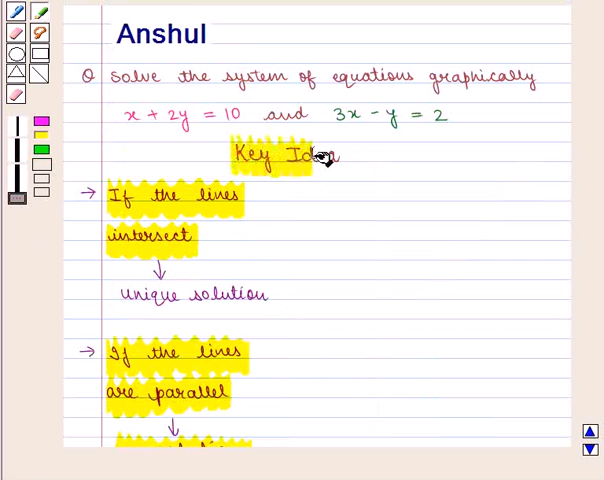 Anshul
Q Solve the system of equations graphically
x + 2y = 10 and 3x - y = 2
Key Idea
→ If the lines
intersect
↓
unique solution
→ If the lines
are parallel
↓